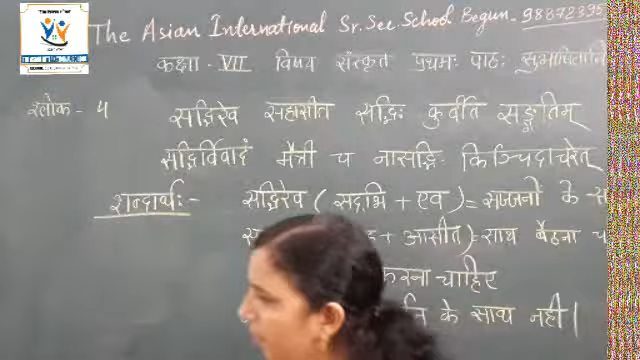 The Asian International Sr. Sec. School Begun - 98872395
कक्षा - VII विषय संस्कृत प्रथमः पाठः सुभाषितानि
श्लोक - 4 सद्भिरेव सहासीत सद्भिः कुर्वीत सङ्गतिम्
सद्भिर्विवादं मैत्री च नासद्भिः किञ्चिदाचरेत्
शब्दार्थः - सद्भिरेव ( सद्भि + एव ) = सज्जनों के
+ आसीत ) = साथ बैठना च
करना चाहिए
के साथ नही |